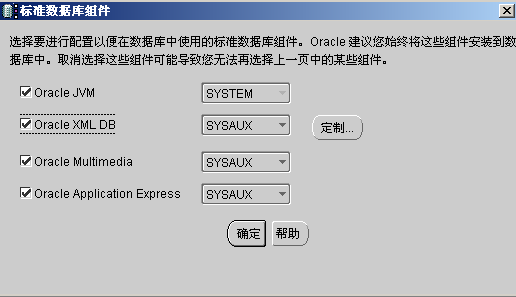 标准数据库组件
选择要进行配置以便在数据库中使用的标准数据库组件。Oracle 建议您始终将这些组件安装到数
据库中。取消选择这些组件可能导致您无法再选择上一页中的某些组件。
Oracle JVM SYSTEM
Oracle XML DB SYSAUX 定制...
Oracle Multimedia SYSAUX
Oracle Application Express SYSAUX
确定 帮助